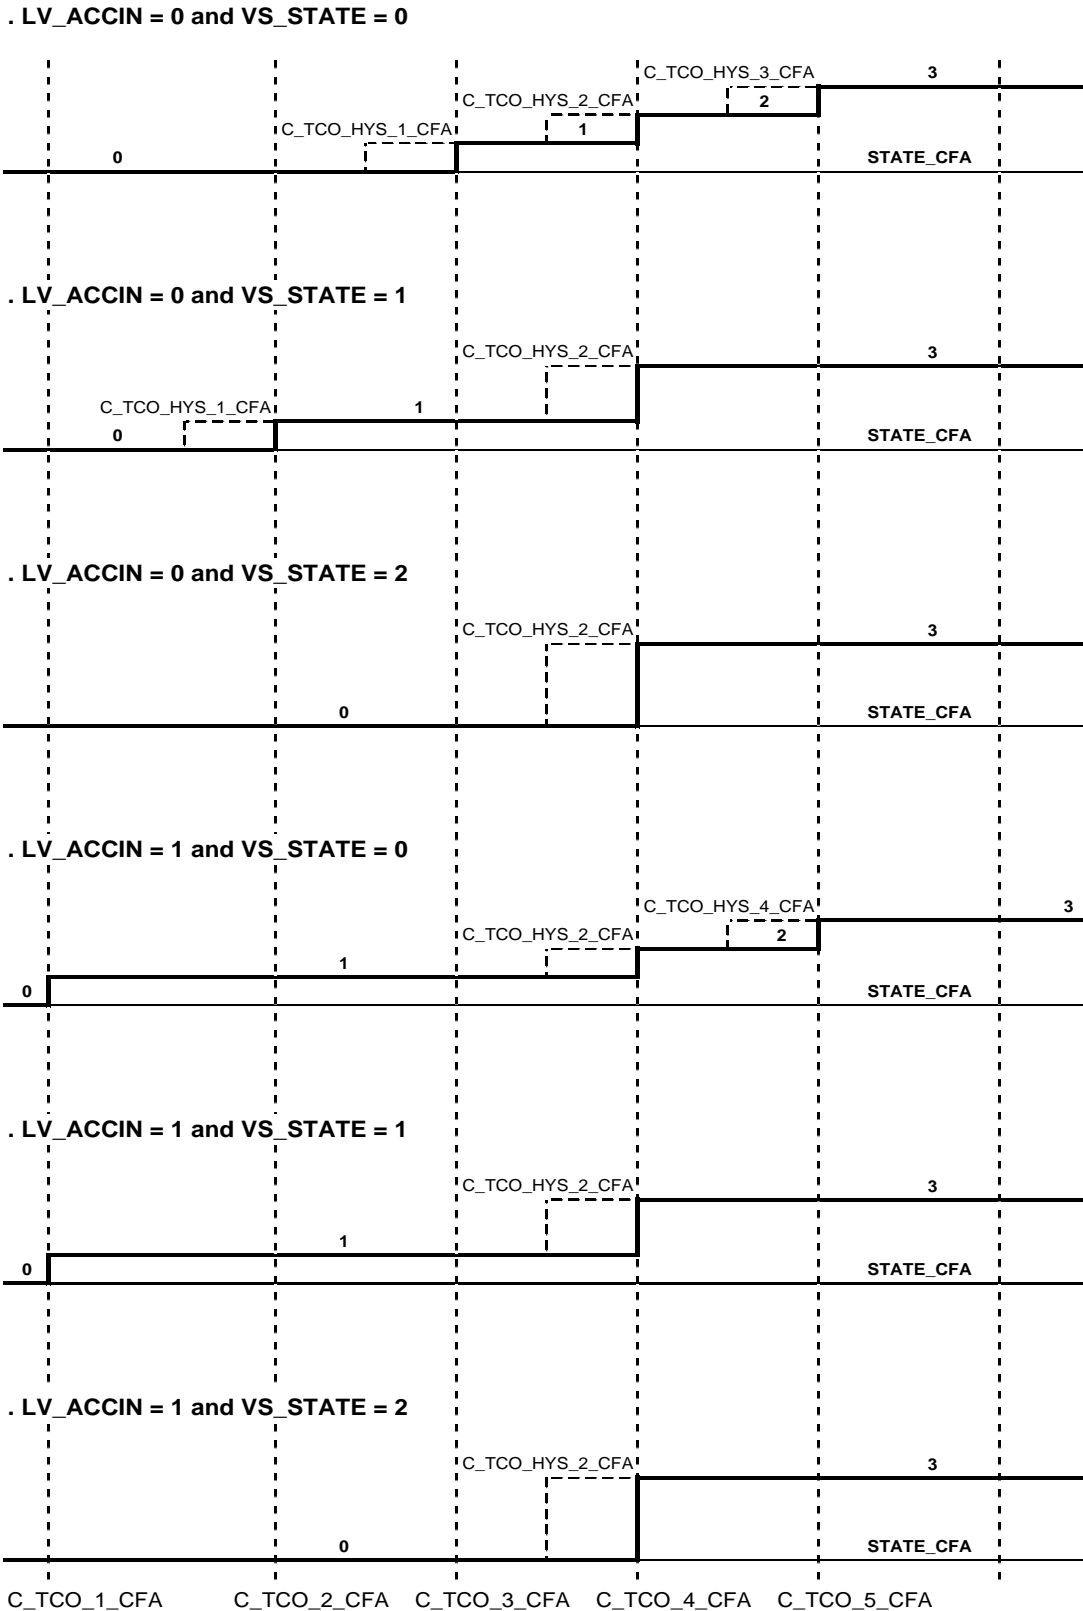 . LV_ACCIN = 0 and VS_STATE = 0
C_TCO_HYS_3_CFA 3
C_TCO_HYS_2_CFA 2
C_TCO_HYS_1_CFA 1
0 STATE_CFA
. LV_ACCIN = 0 and VS_STATE = 1
C_TCO_HYS_2_CFA 3
C_TCO_HYS_1_CFA 1
0 STATE_CFA
. LV_ACCIN = 0 and VS_STATE = 2
C_TCO_HYS_2_CFA 3
0 STATE_CFA
. LV_ACCIN = 1 and VS_STATE = 0
C_TCO_HYS_4_CFA 3
C_TCO_HYS_2_CFA 2
1
0 STATE_CFA
. LV_ACCIN = 1 and VS_STATE = 1
C_TCO_HYS_2_CFA 3
1
0 STATE_CFA
. LV_ACCIN = 1 and VS_STATE = 2
C_TCO_HYS_2_CFA 3
0 STATE_CFA
C_TCO_1_CFA C_TCO_2_CFA C_TCO_3_CFA C_TCO_4_CFA C_TCO_5_CFA